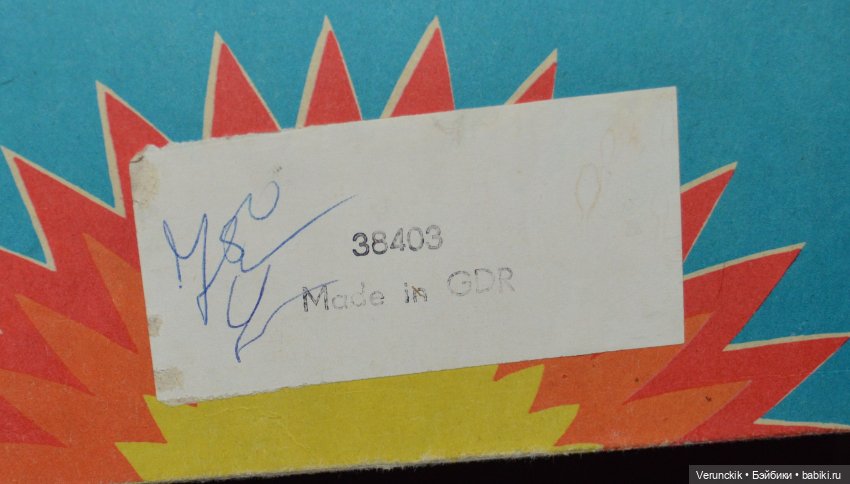 38403
Made in GDR
Verunckik • Бэйбики • babiki.ru